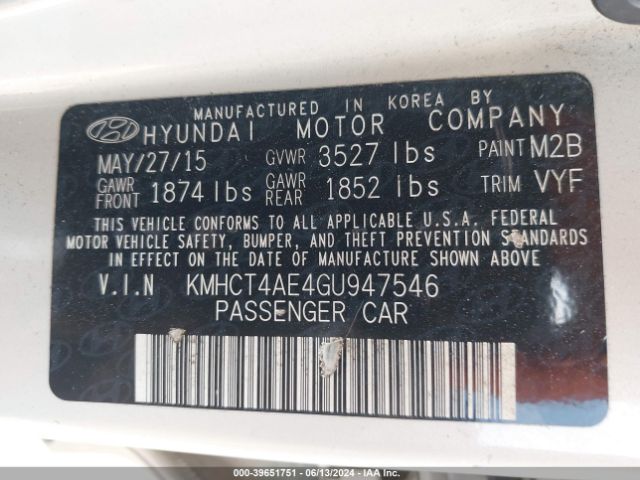 MANUFACTURED IN KOREA BY
HYUNDAI MOTOR COMPANY
MAY/27/15 GVWR 3527 lbs PAINT M2B
GAWR FRONT 1874 lbs GAWR REAR 1852 lbs TRIM VYF
THIS VEHICLE CONFORMS TO ALL APPLICABLE U.S.A. FEDERAL
MOTOR VEHICLE SAFETY, BUMPER, AND THEFT PREVENTION STANDARDS
IN EFFECT ON THE DATE OF MANUFACTURE SHOWN ABOVE
V.I.N KMHCT4AE4GU947546
PASSENGER CAR
000-39651751 - 06/13/2024 - IAA Inc.